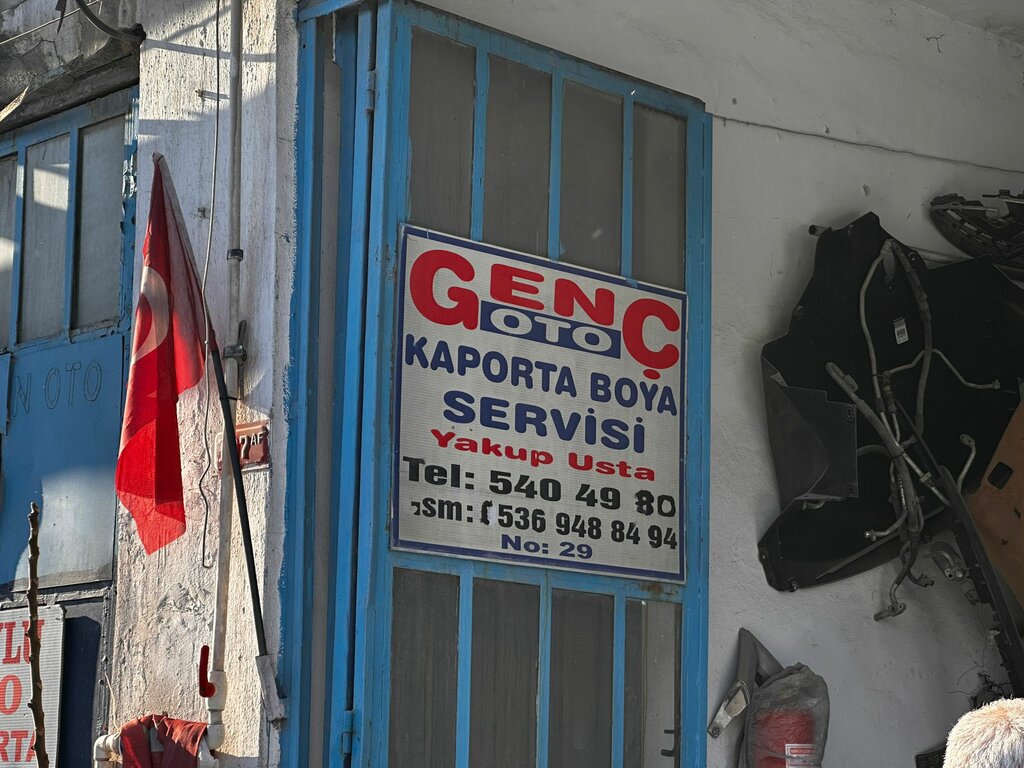 GENÇ
OTO
KAPORTA BOYA
SERVİSİ
Yakup Usta
Tel: 540 49 80
sm: 0536 948 84 94
No: 29
N OTO